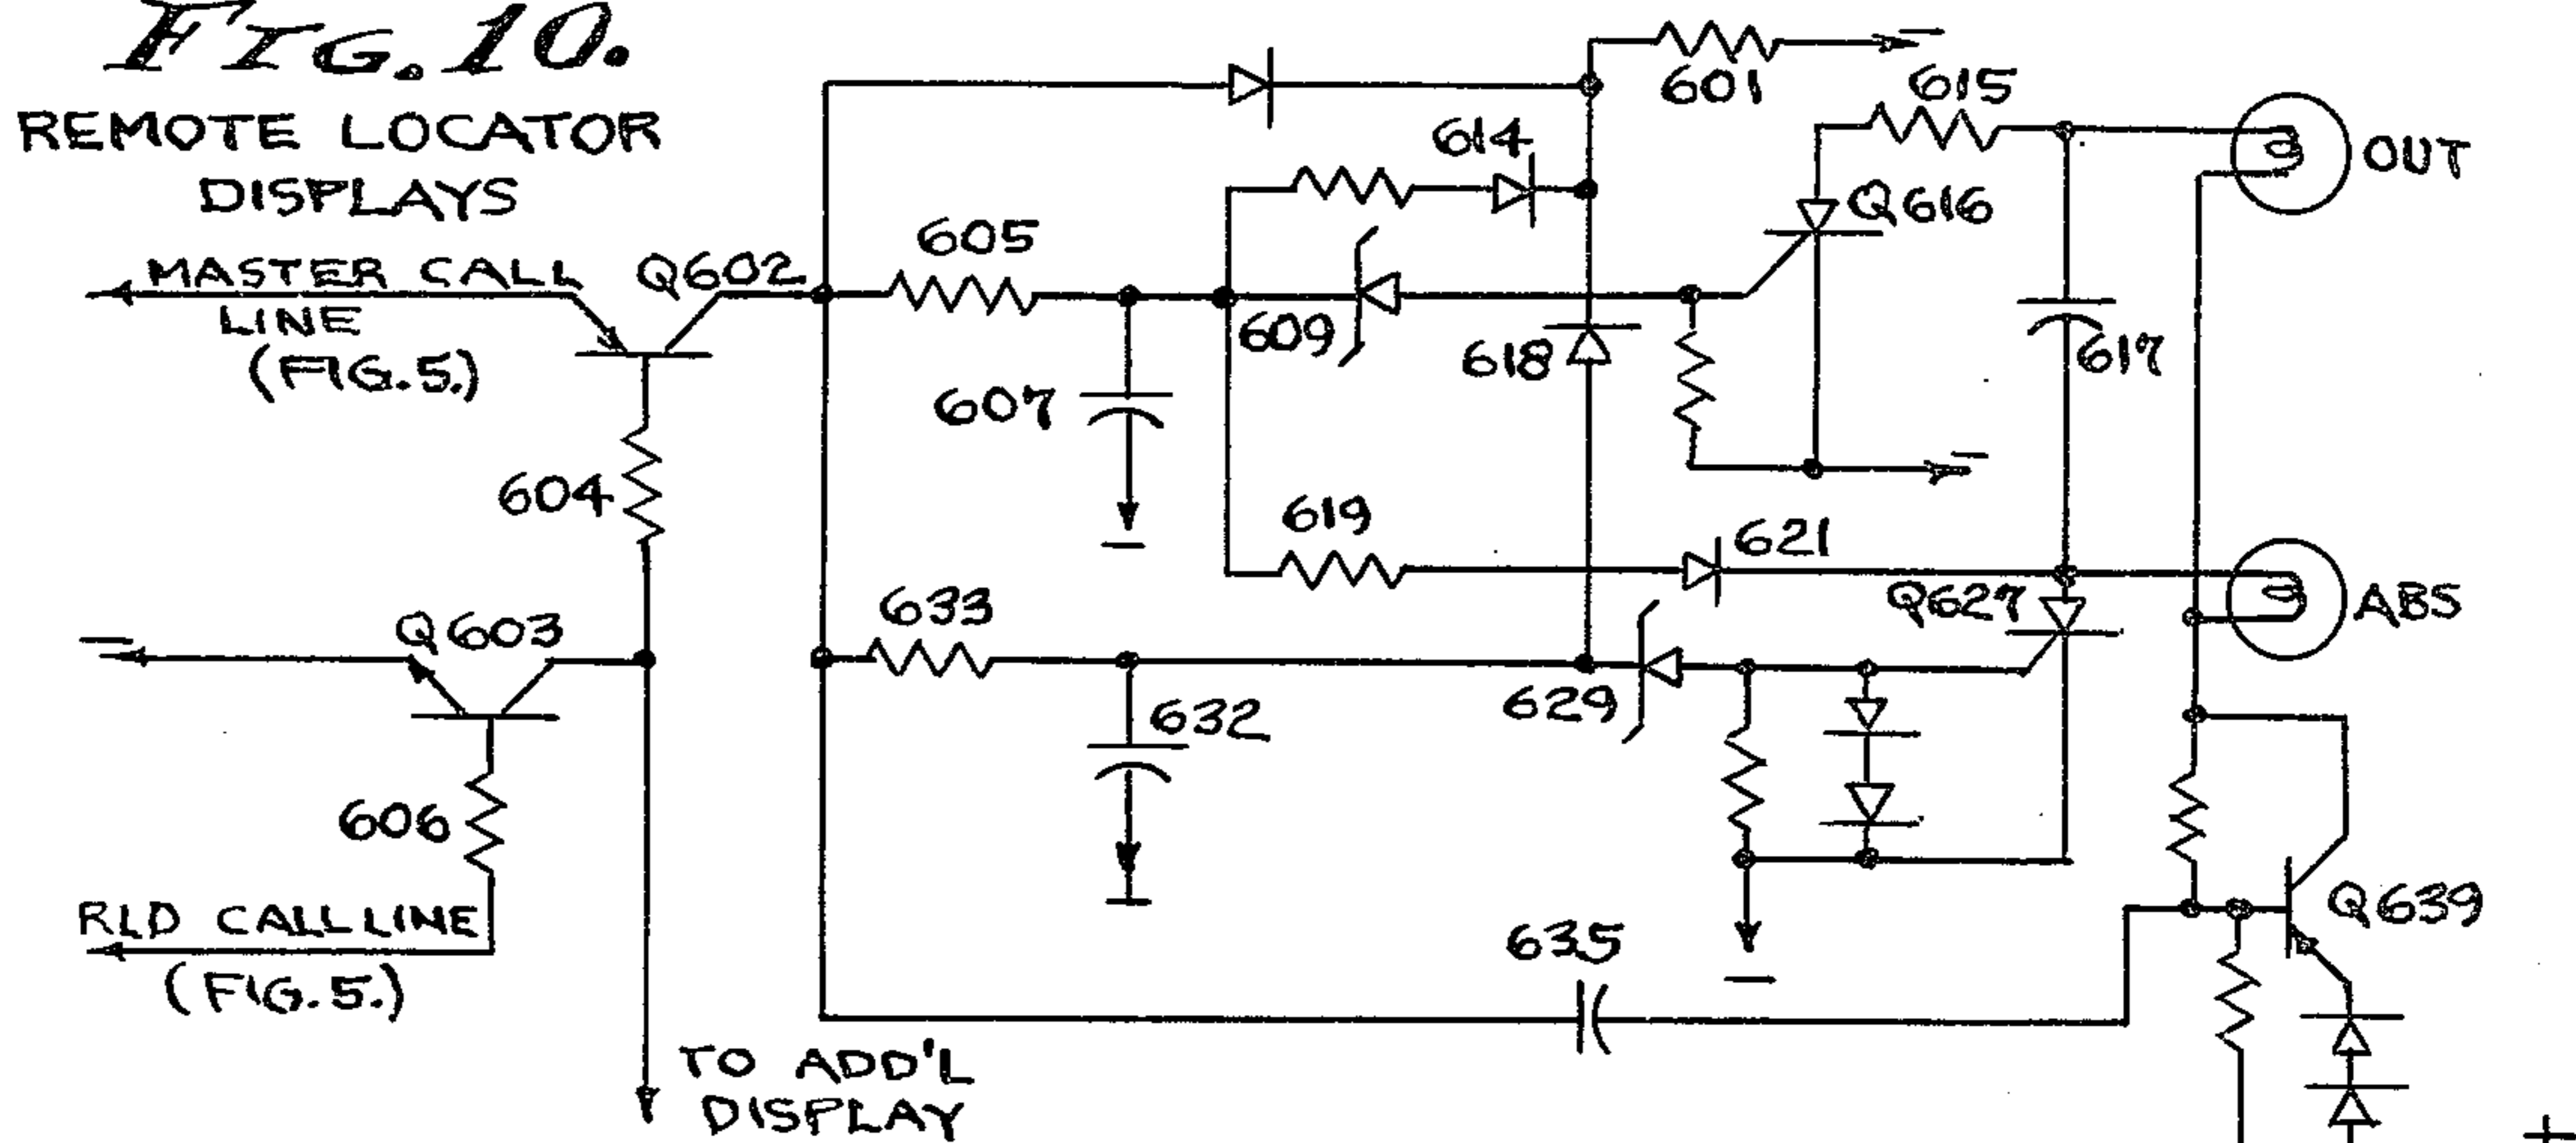 FIG. 10.
REMOTE LOCATOR
DISPLAYS
MASTER CALL
LINE
(FIG. 5.)
Q602
604
Q603
606
RLD CALL LINE
(FIG. 5.)
TO ADD'L
DISPLAY
605
607
614
609
618
601
615
Q616
617
OUT
619
621
Q627
ABS
633
632
629
635
Q639